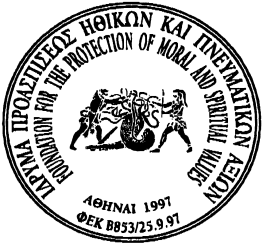 ΙΔΡΥΜΑ ΠΡΟΑΣΠΙΣΕΩΣ ΗΘΙΚΩΝ ΚΑΙ ΠΝΕΥΜΑΤΙΚΩΝ ΑΞΙΩΝ
FOUNDATION FOR THE PROTECTION OF MORAL AND SPIRITUAL VALUES
ΑΘΗΝΑΙ 1997
ΦΕΚ Β853/25.9.97